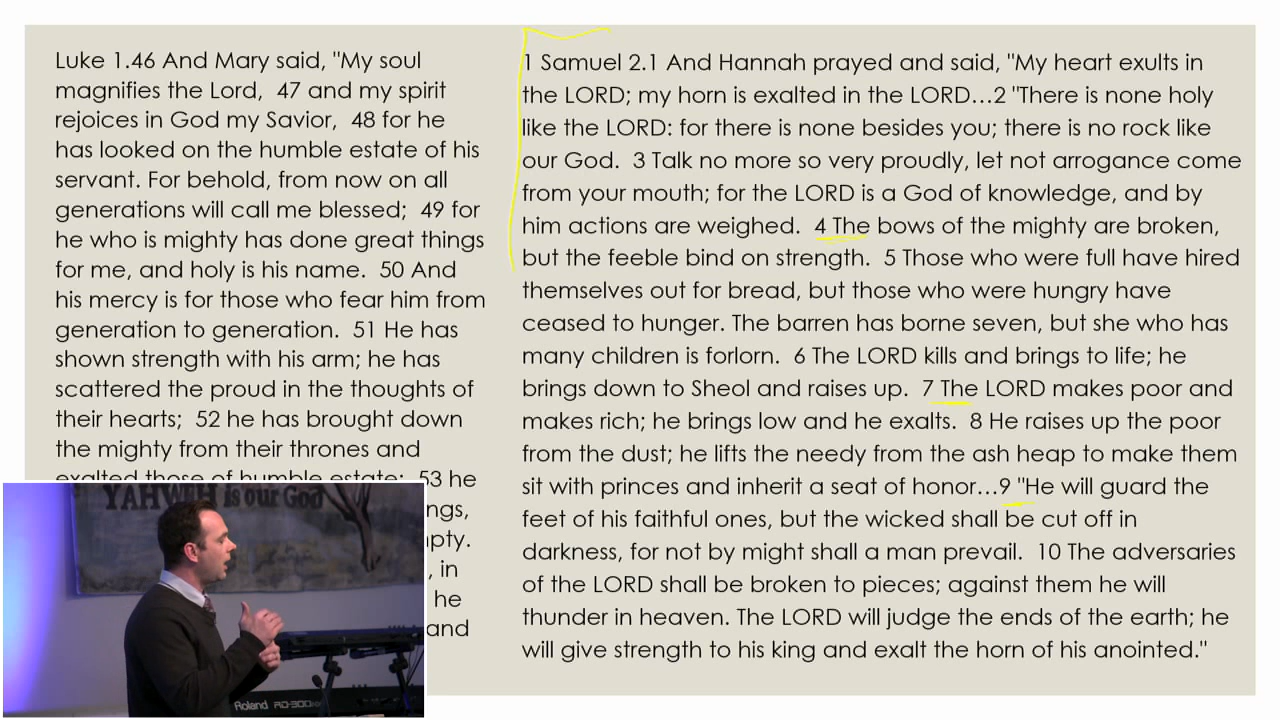 Luke 1.46 And Mary said, "My soul
magnifies the Lord,  47 and my spirit
rejoices in God my Savior,  48 for he
has looked on the humble estate of his
servant. For behold, from now on all
generations will call me blessed;  49 for
he who is mighty has done great things
for me, and holy is his name.  50 And
his mercy is for those who fear him from
generation to generation.  51 He has
shown strength with his arm; he has
scattered the proud in the thoughts of
their hearts;  52 he has brought down
the mighty from their thrones and
exalted those of humble estate;  53 he
, in
he
and
1 Samuel 2.1 And Hannah prayed and said, "My heart exults in
the LORD; my horn is exalted in the LORD…2 "There is none holy
like the LORD: for there is none besides you; there is no rock like
our God.  3 Talk no more so very proudly, let not arrogance come
from your mouth; for the LORD is a God of knowledge, and by
him actions are weighed.  4 The bows of the mighty are broken,
but the feeble bind on strength.  5 Those who were full have hired
themselves out for bread, but those who were hungry have
ceased to hunger. The barren has borne seven, but she who has
many children is forlorn.  6 The LORD kills and brings to life; he
brings down to Sheol and raises up.  7 The LORD makes poor and
makes rich; he brings low and he exalts.  8 He raises up the poor
from the dust; he lifts the needy from the ash heap to make them
sit with princes and inherit a seat of honor…9 "He will guard the
feet of his faithful ones, but the wicked shall be cut off in
darkness, for not by might shall a man prevail.  10 The adversaries
of the LORD shall be broken to pieces; against them he will
thunder in heaven. The LORD will judge the ends of the earth; he
will give strength to his king and exalt the horn of his anointed."
YAHWEH is our God
Roland RD-300